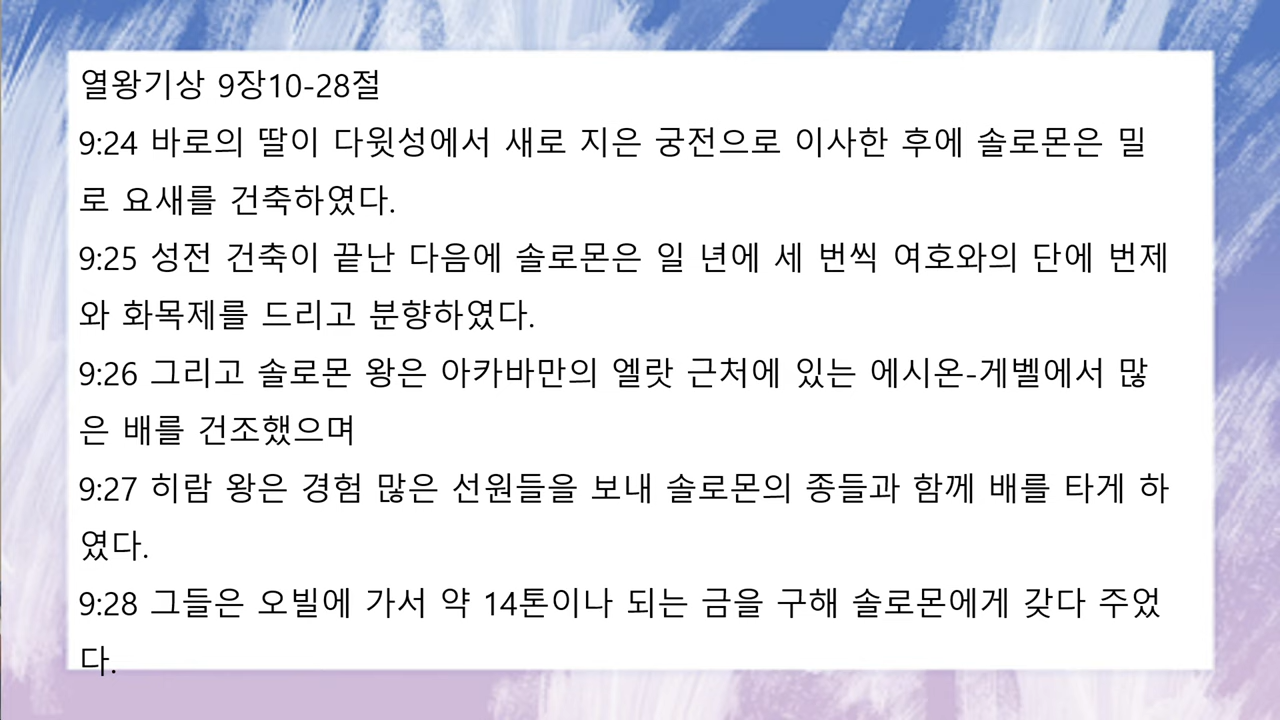 열왕기상 9장10-28절
9:24 바로의 딸이 다윗성에서 새로 지은 궁전으로 이사한 후에 솔로몬은 밀
로 요새를 건축하였다.
9:25 성전 건축이 끝난 다음에 솔로몬은 일 년에 세 번씩 여호와의 단에 번제
와 화목제를 드리고 분향하였다.
9:26 그리고 솔로몬 왕은 아카바만의 엘랏 근처에 있는 에시온-게벨에서 많
은 배를 건조했으며
9:27 히람 왕은 경험 많은 선원들을 보내 솔로몬의 종들과 함께 배를 타게 하
였다.
9:28 그들은 오빌에 가서 약 14톤이나 되는 금을 구해 솔로몬에게 갖다 주었
다.